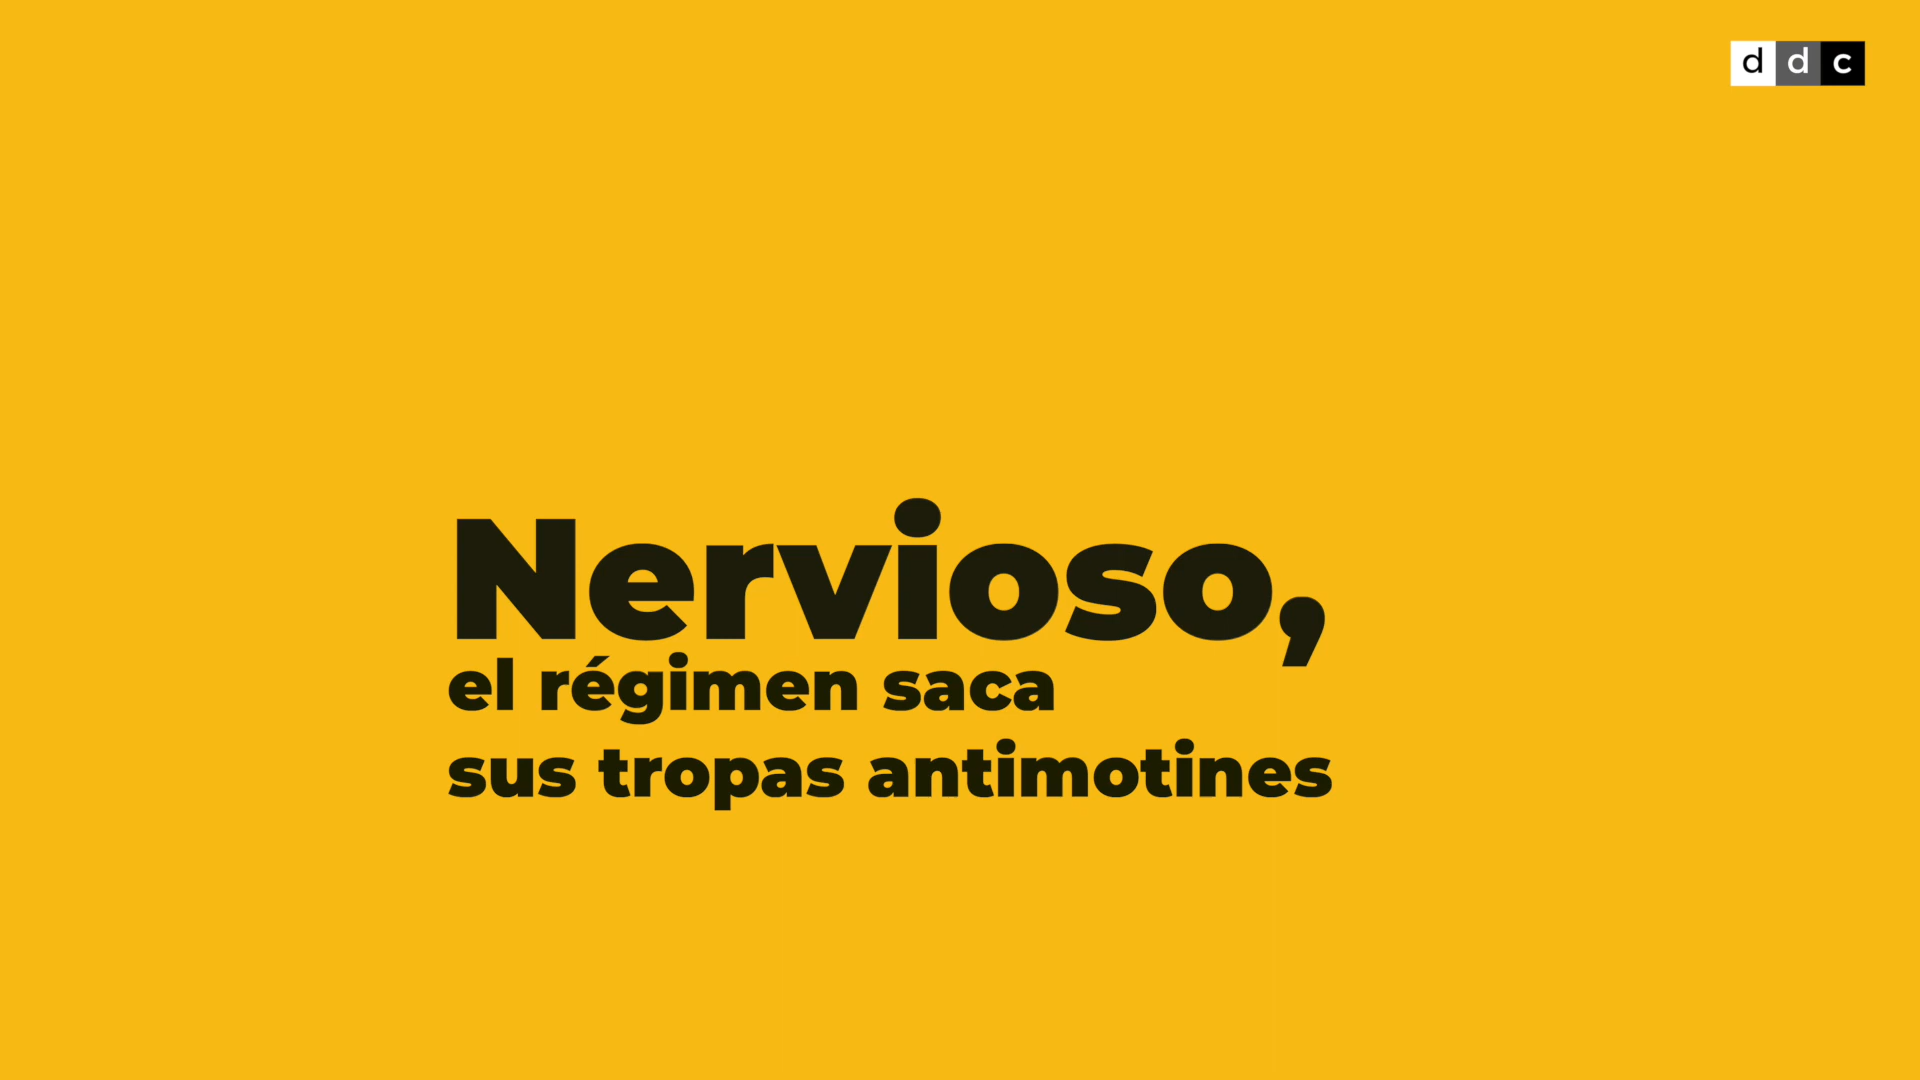 ddc
Nervioso,
el régimen saca
sus tropas antimotines